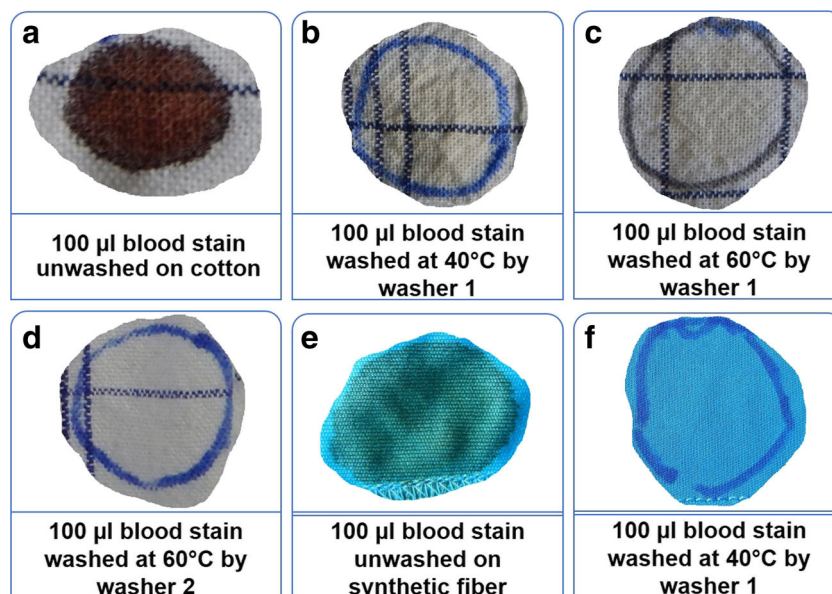 a
b
c
100 µl blood stain
unwashed on cotton
100 µl blood stain
washed at 40°C by
washer 1
100 µl blood stain
washed at 60°C by
washer 1
d
e
f
100 µl blood stain
washed at 60°C by
washer 2
100 µl blood stain
unwashed on
synthetic fiber
100 µl blood stain
washed at 40°C by
washer 1